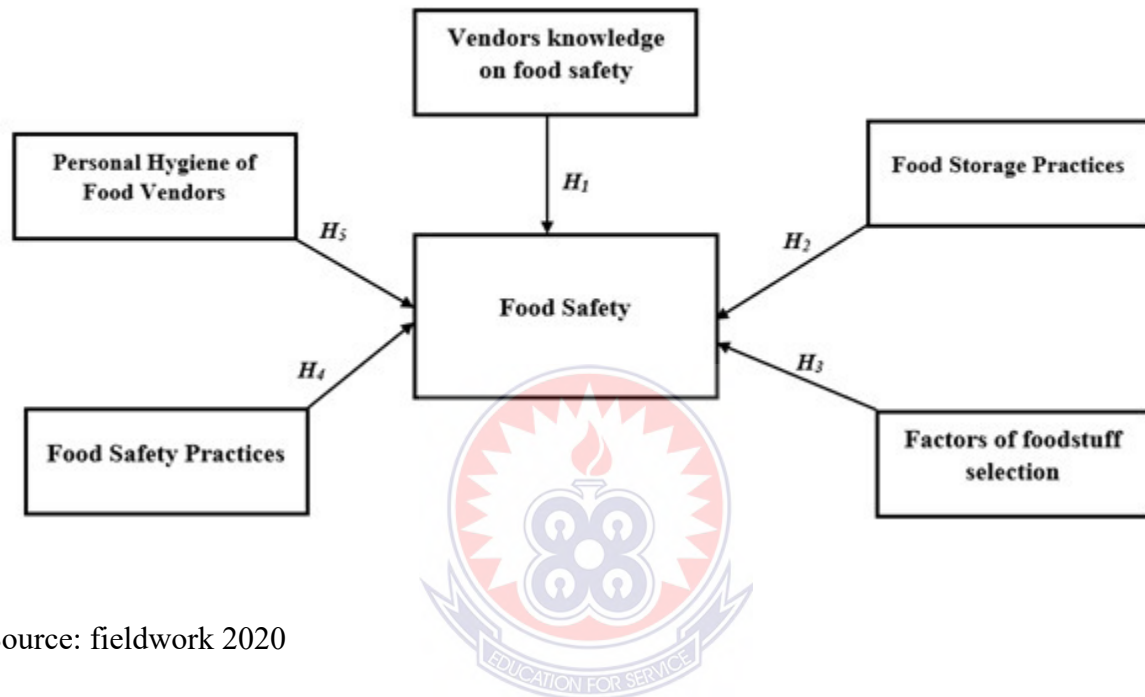 Vendors knowledge
on food safety
Personal Hygiene of
Food Vendors
Food Storage Practices
H1
H5
H2
Food Safety
H4
H3
Food Safety Practices
Factors of foodstuff
selection
ource: fieldwork 2020
EDUCATION FOR SERVICE